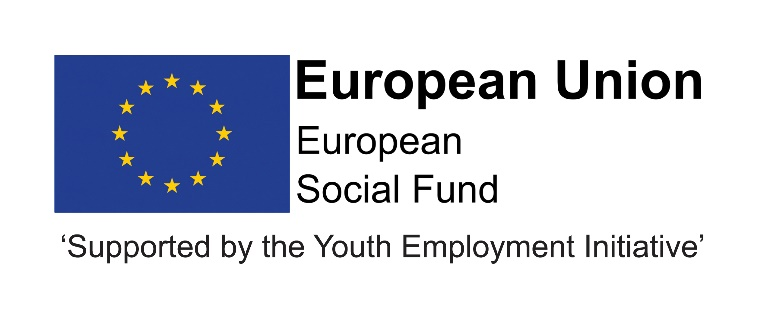 European Union
European
Social Fund
‘Supported by the Youth Employment Initiative’